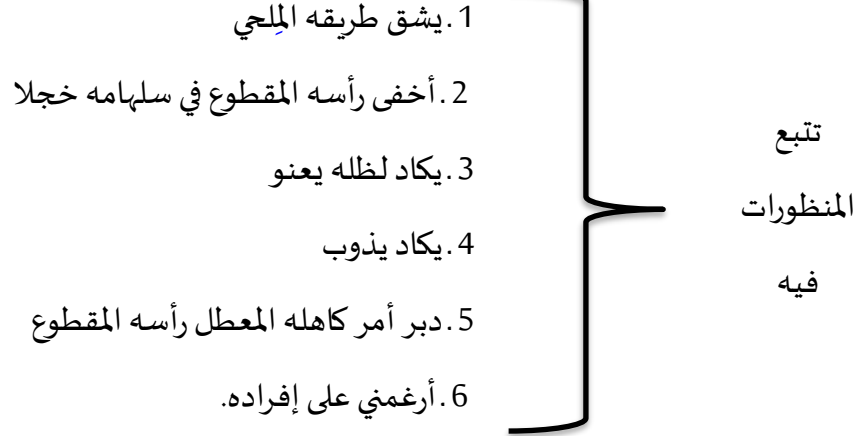 1.يشق طريقه المِلحي
2.أخفى رأسه المقطوع في سلهامه خجلا
3.يكاد لظله يعنو
4.يكاد يذوب
5.دبر أمر كاهله المعطل رأسه المقطوع
6.أرغمني على إفراده.
تتبع
المنظورات
فيه